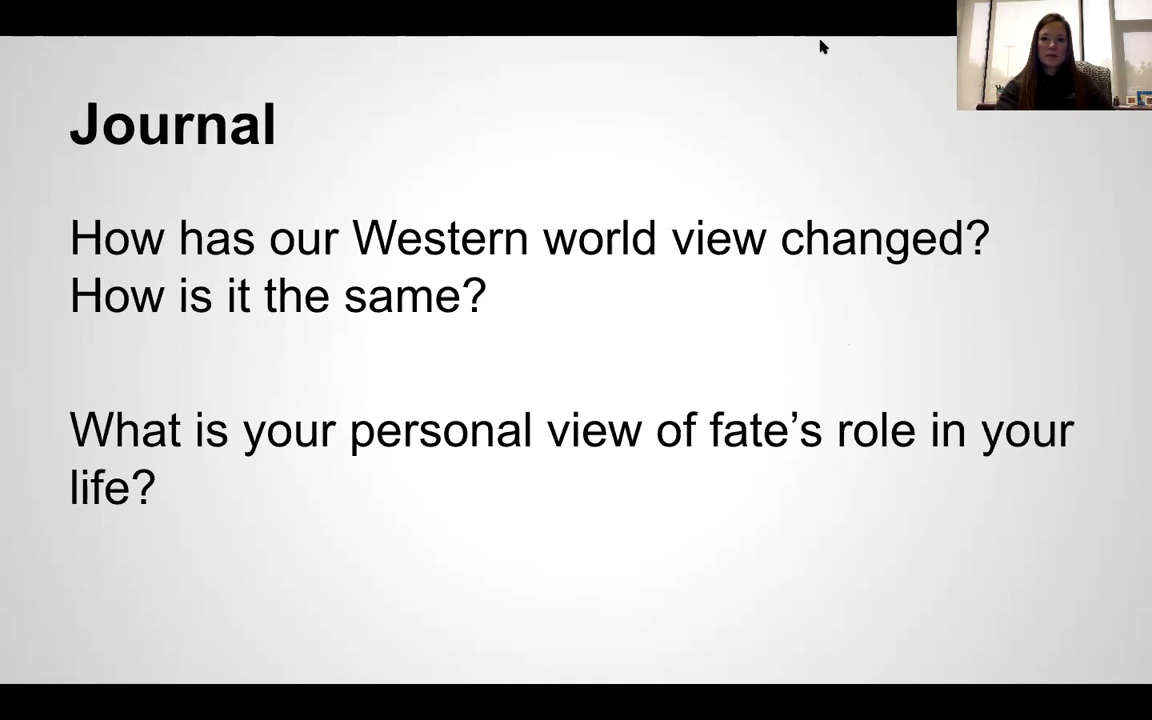 Journal
How has our Western world view changed?
How is it the same?
What is your personal view of fate’s role in your
life?